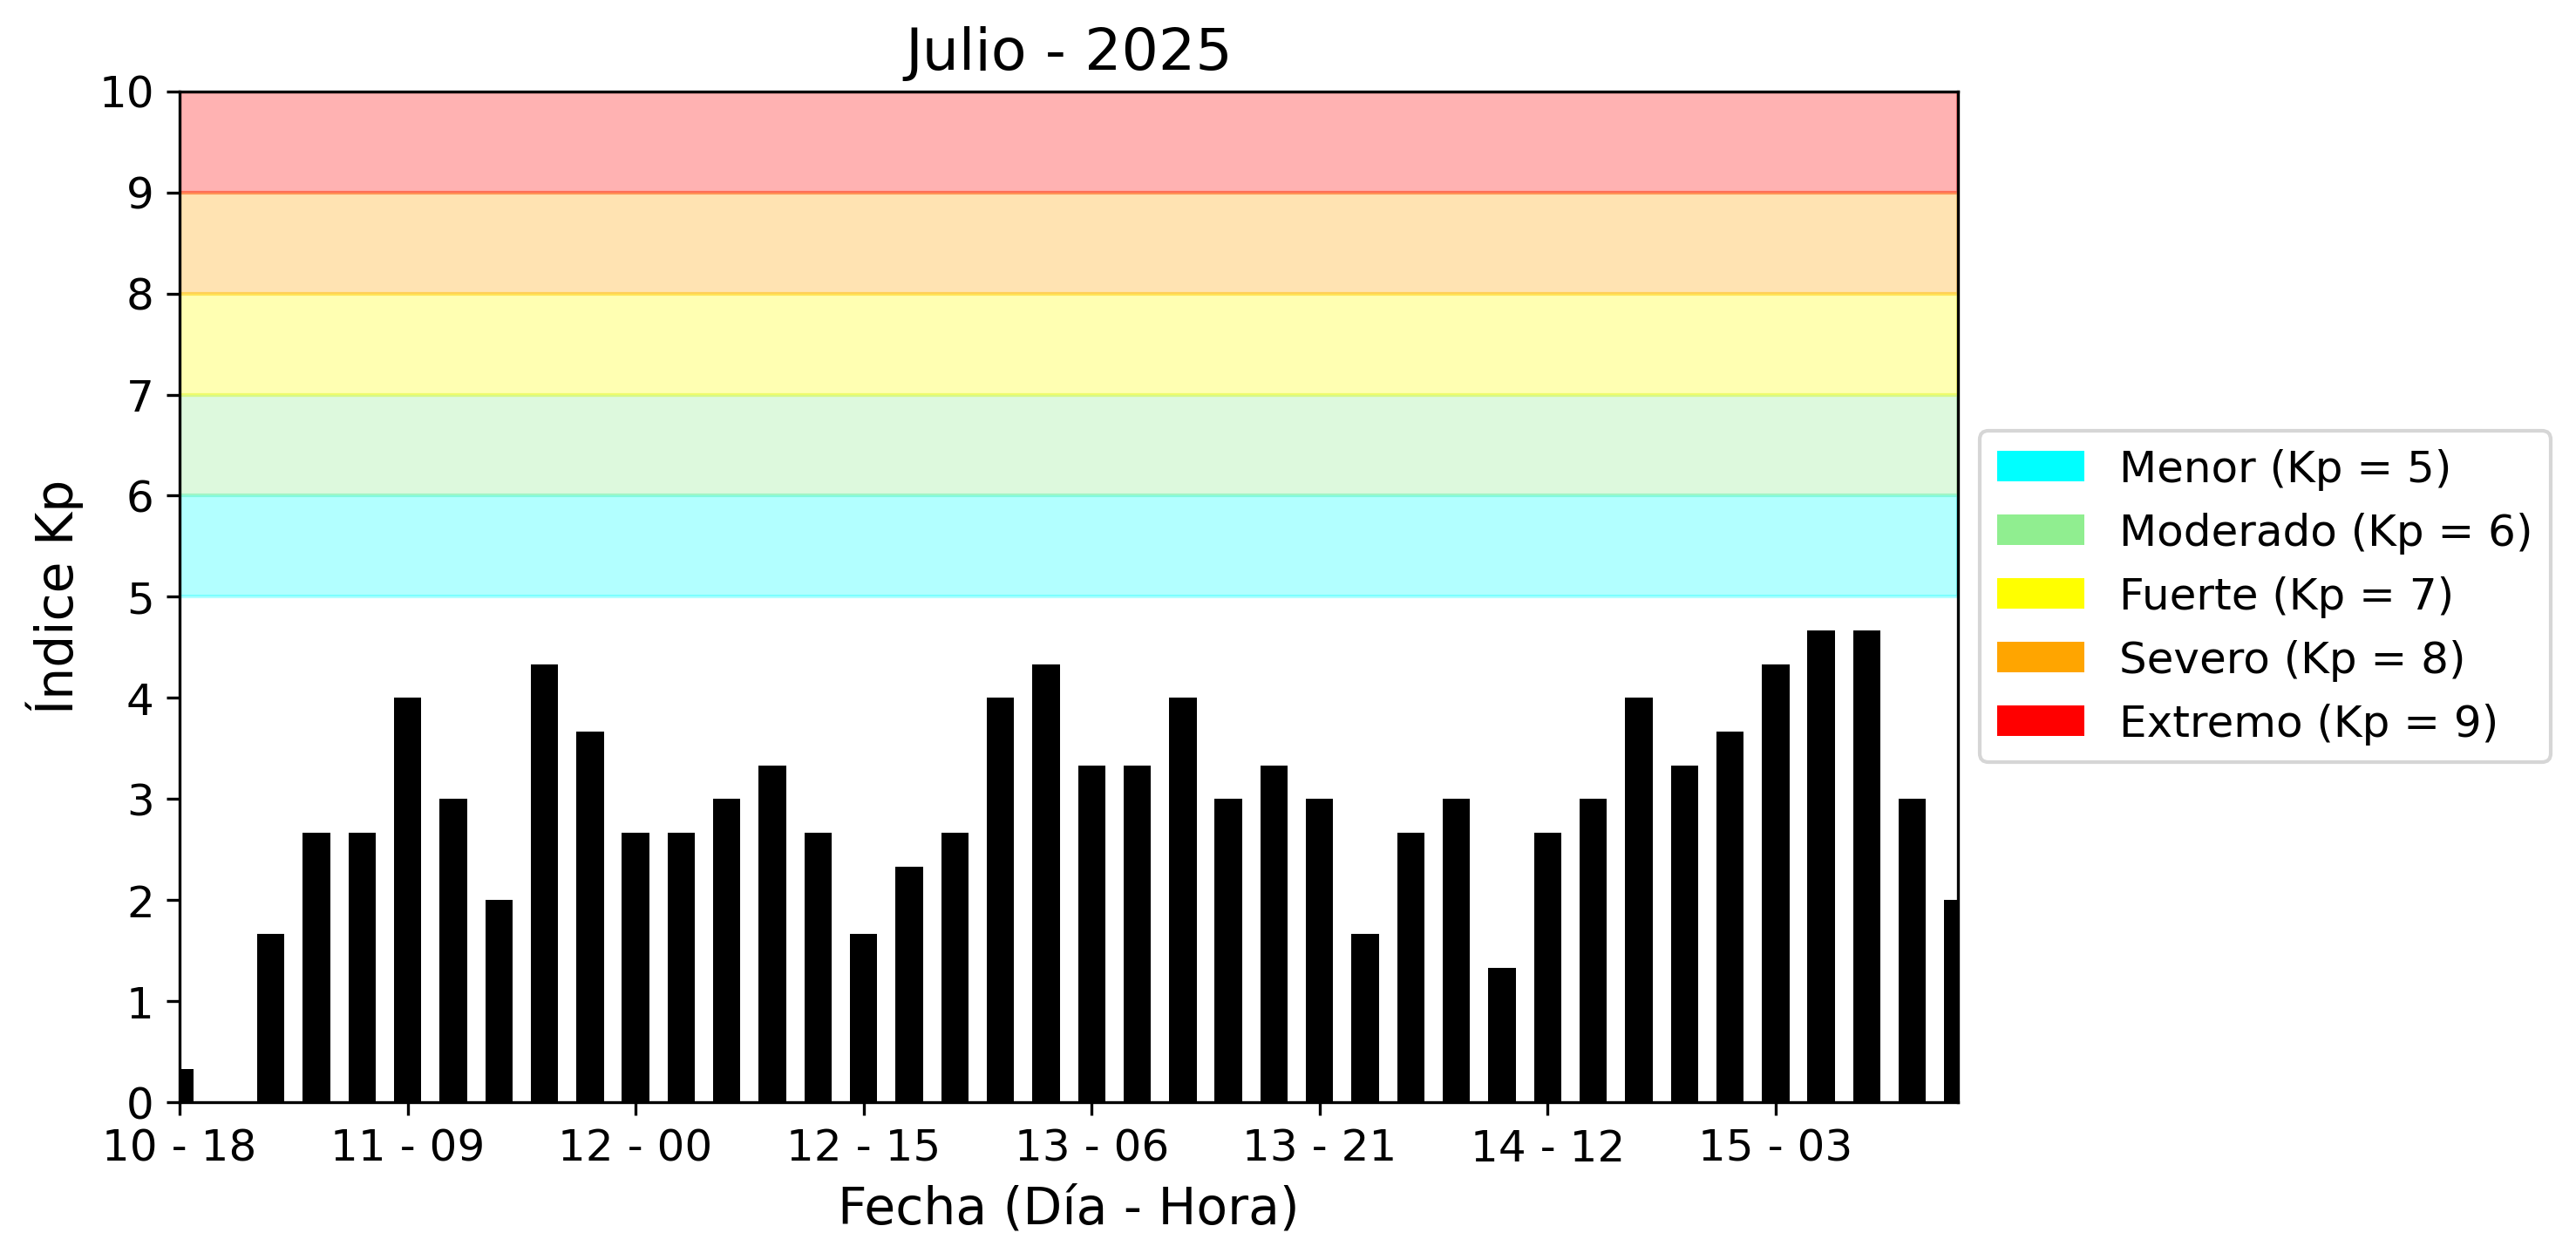 Julio - 2025
10
9
8
7
6
5
4
3
2
1
0
Índice Kp
10 - 18
11 - 09
12 - 00
12 - 15
13 - 06
13 - 21
14 - 12
15 - 03
Fecha (Día - Hora)
Menor (Kp = 5)
Moderado (Kp = 6)
Fuerte (Kp = 7)
Severo (Kp = 8)
Extremo (Kp = 9)